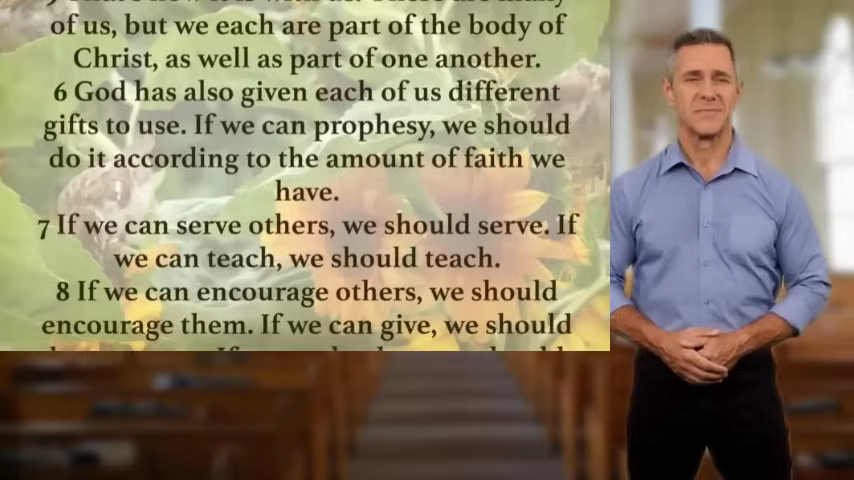 of us, but we each are part of the body of
Christ, as well as part of one another.
6 God has also given each of us different
gifts to use. If we can prophesy, we should
do it according to the amount of faith we
have.
7 If we can serve others, we should serve. If
we can teach, we should teach.
8 If we can encourage others, we should
encourage them. If we can give, we should